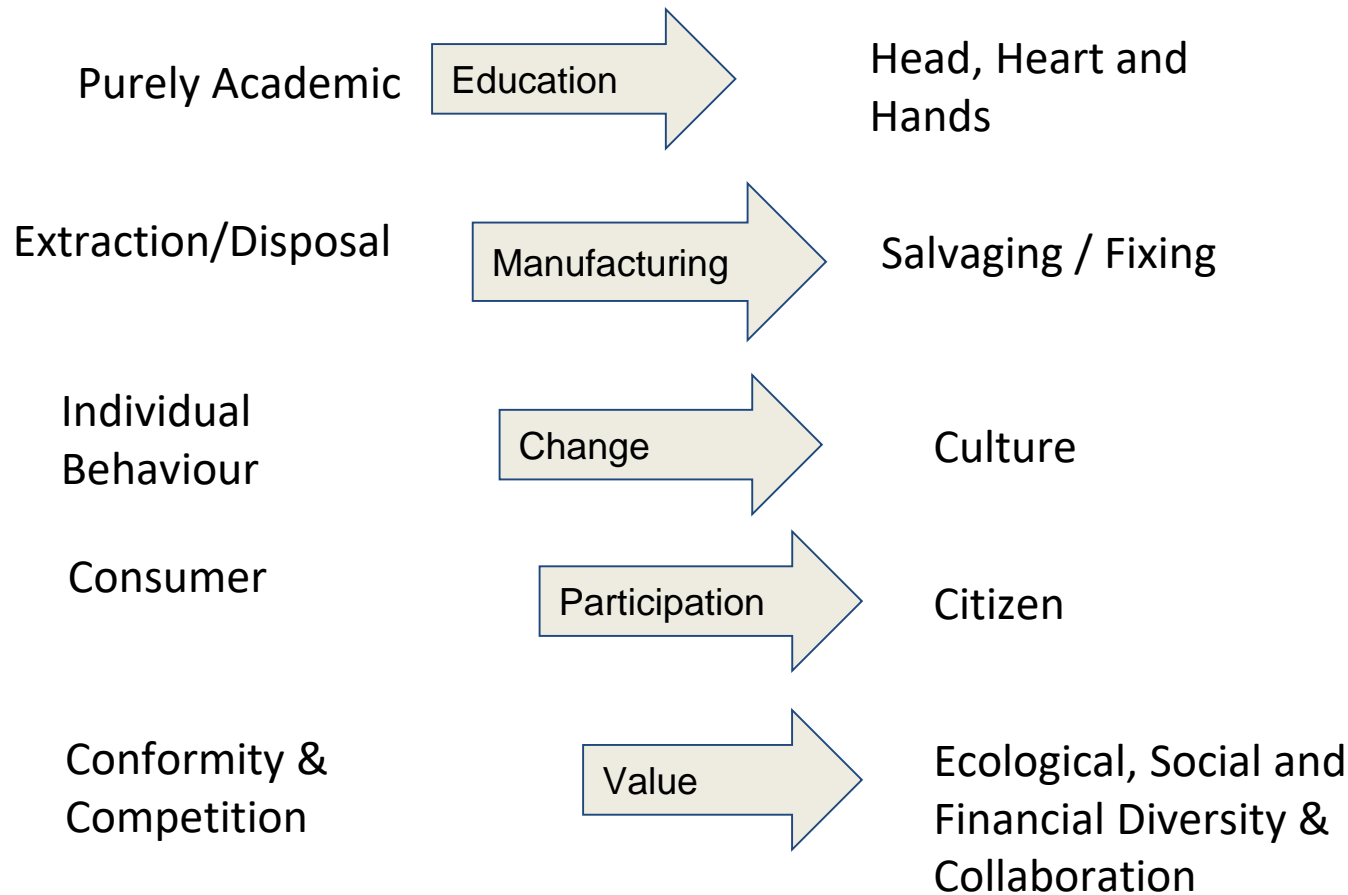 Purely Academic
Education
Head, Heart and
Hands
Extraction/Disposal
Manufacturing
Salvaging / Fixing
Individual
Behaviour
Change
Culture
Consumer
Participation
Citizen
Conformity &
Competition
Value
Ecological, Social and
Financial Diversity &
Collaboration